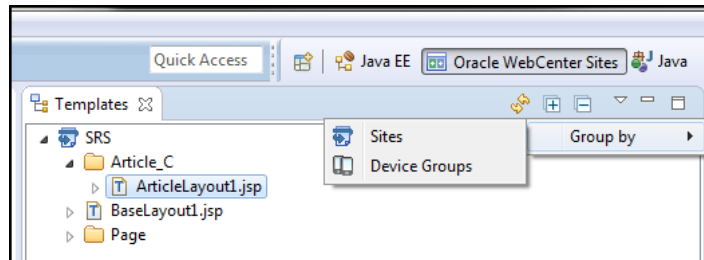 Quick Access Java EE Oracle WebCenter Sites Java
Templates
SRS Sites Group by
Article_C Device Groups
ArticleLayout1.jsp
BaseLayout1.jsp
Page